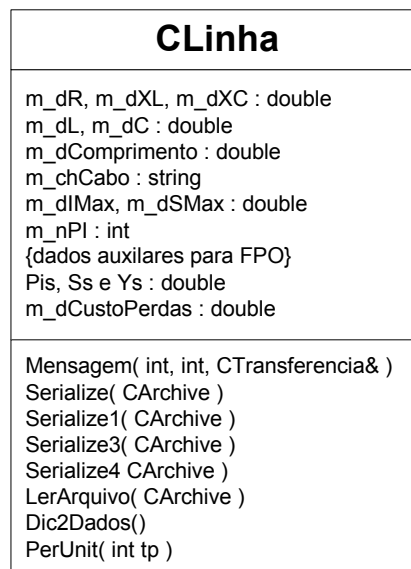 CLinha
m_dR, m_dXL, m_dXC : double
m_dL, m_dC : double
m_dComprimento : double
m_chCabo : string
m_dIMax, m_dSMax : double
m_nPI : int
{dados auxilares para FPO}
Pis, Ss e Ys : double
m_dCustoPerdas : double
Mensagem( int, int, CTransferencia& )
Serialize( CArchive )
Serialize1( CArchive )
Serialize3( CArchive )
Serialize4 CArchive )
LerArquivo( CArchive )
Dic2Dados()
PerUnit( int tp )